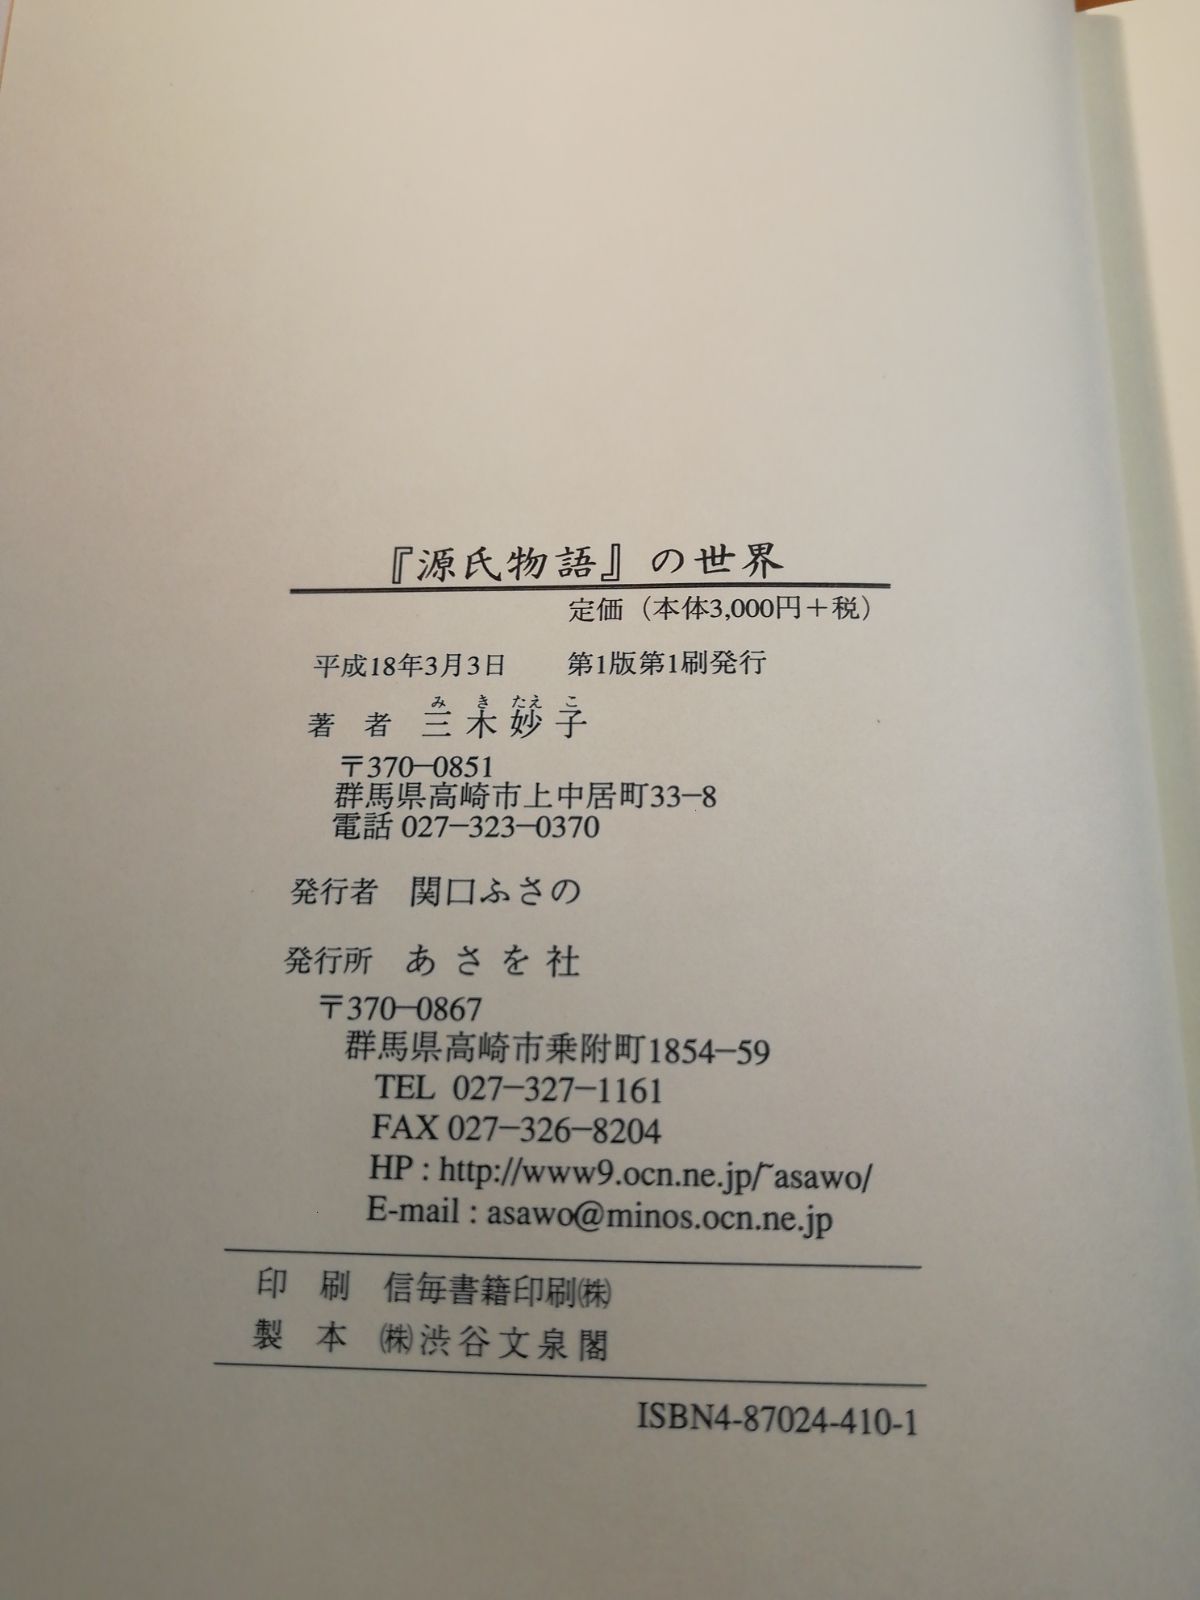 『源氏物語』の世界
定価（本体3,000円＋税）
平成18年3月3日　第1版第1刷発行
みきたえこ
著　者　三木妙子
〒370−0851
群馬県高崎市上中居町33−8
電話 027−323−0370
発行者　関口ふさの
発行所　あさを社
〒370−0867
群馬県高崎市乗附町1854−59
TEL 027−327−1161
FAX 027−326−8204
HP : http://www9.ocn.ne.jp/~asawo/
E-mail : asawo@minos.ocn.ne.jp
印　刷　信毎書籍印刷㈱
製　本　㈱渋谷文泉閣
ISBN4-87024-410-1